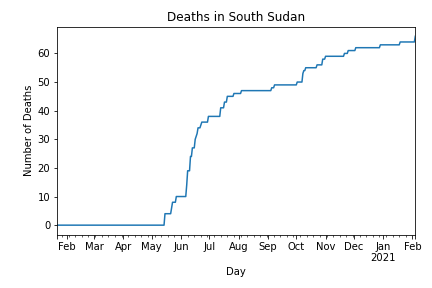 Deaths in South Sudan
Number of Deaths
60
50
40
30
20
10
0
Feb Mar Apr May Jun Jul Aug Sep Oct Nov Dec Jan Feb
2021
Day